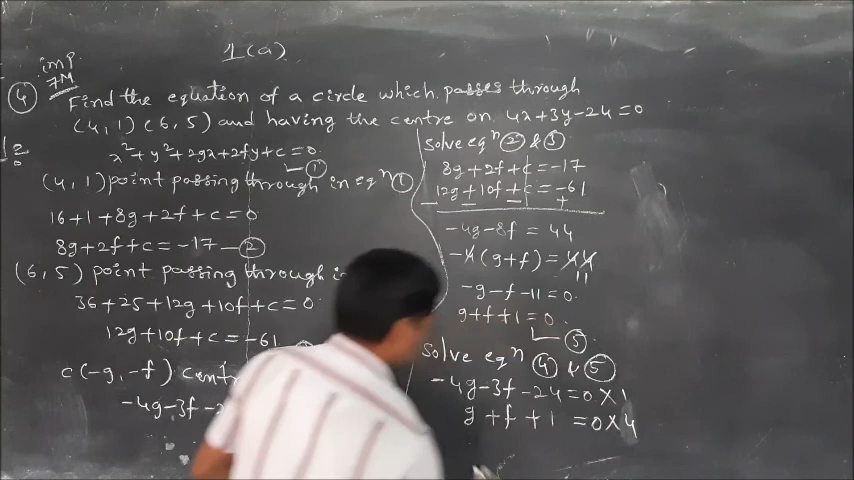 1(a)
imp
7M
4 Find the equation of a circle which passes through
(4,1) (6,5) and having the centre on 4x+3y-24=0
x²+y²+2gx+2fy+c=0
1
(4,1) point passing through in eqⁿ 1
16+1+8g+2f+c=0
8g+2f+c=-17 — 2
(6,5) point passing through
36+25+12g+10f+c=0
12g+10f+c=-61
c(-g,-f)
-4g-3f-2
solve eqⁿ 2 & 3
8g+2f+c=-17
12g+10f+c=-61
- - - +
-4g-8f=44
-4(g+f)=44
11
-g-f-11=0
g+f+1=0
5
solve eqⁿ 4 & 5
-4g-3f-24=0×1
g+f+1=0×4